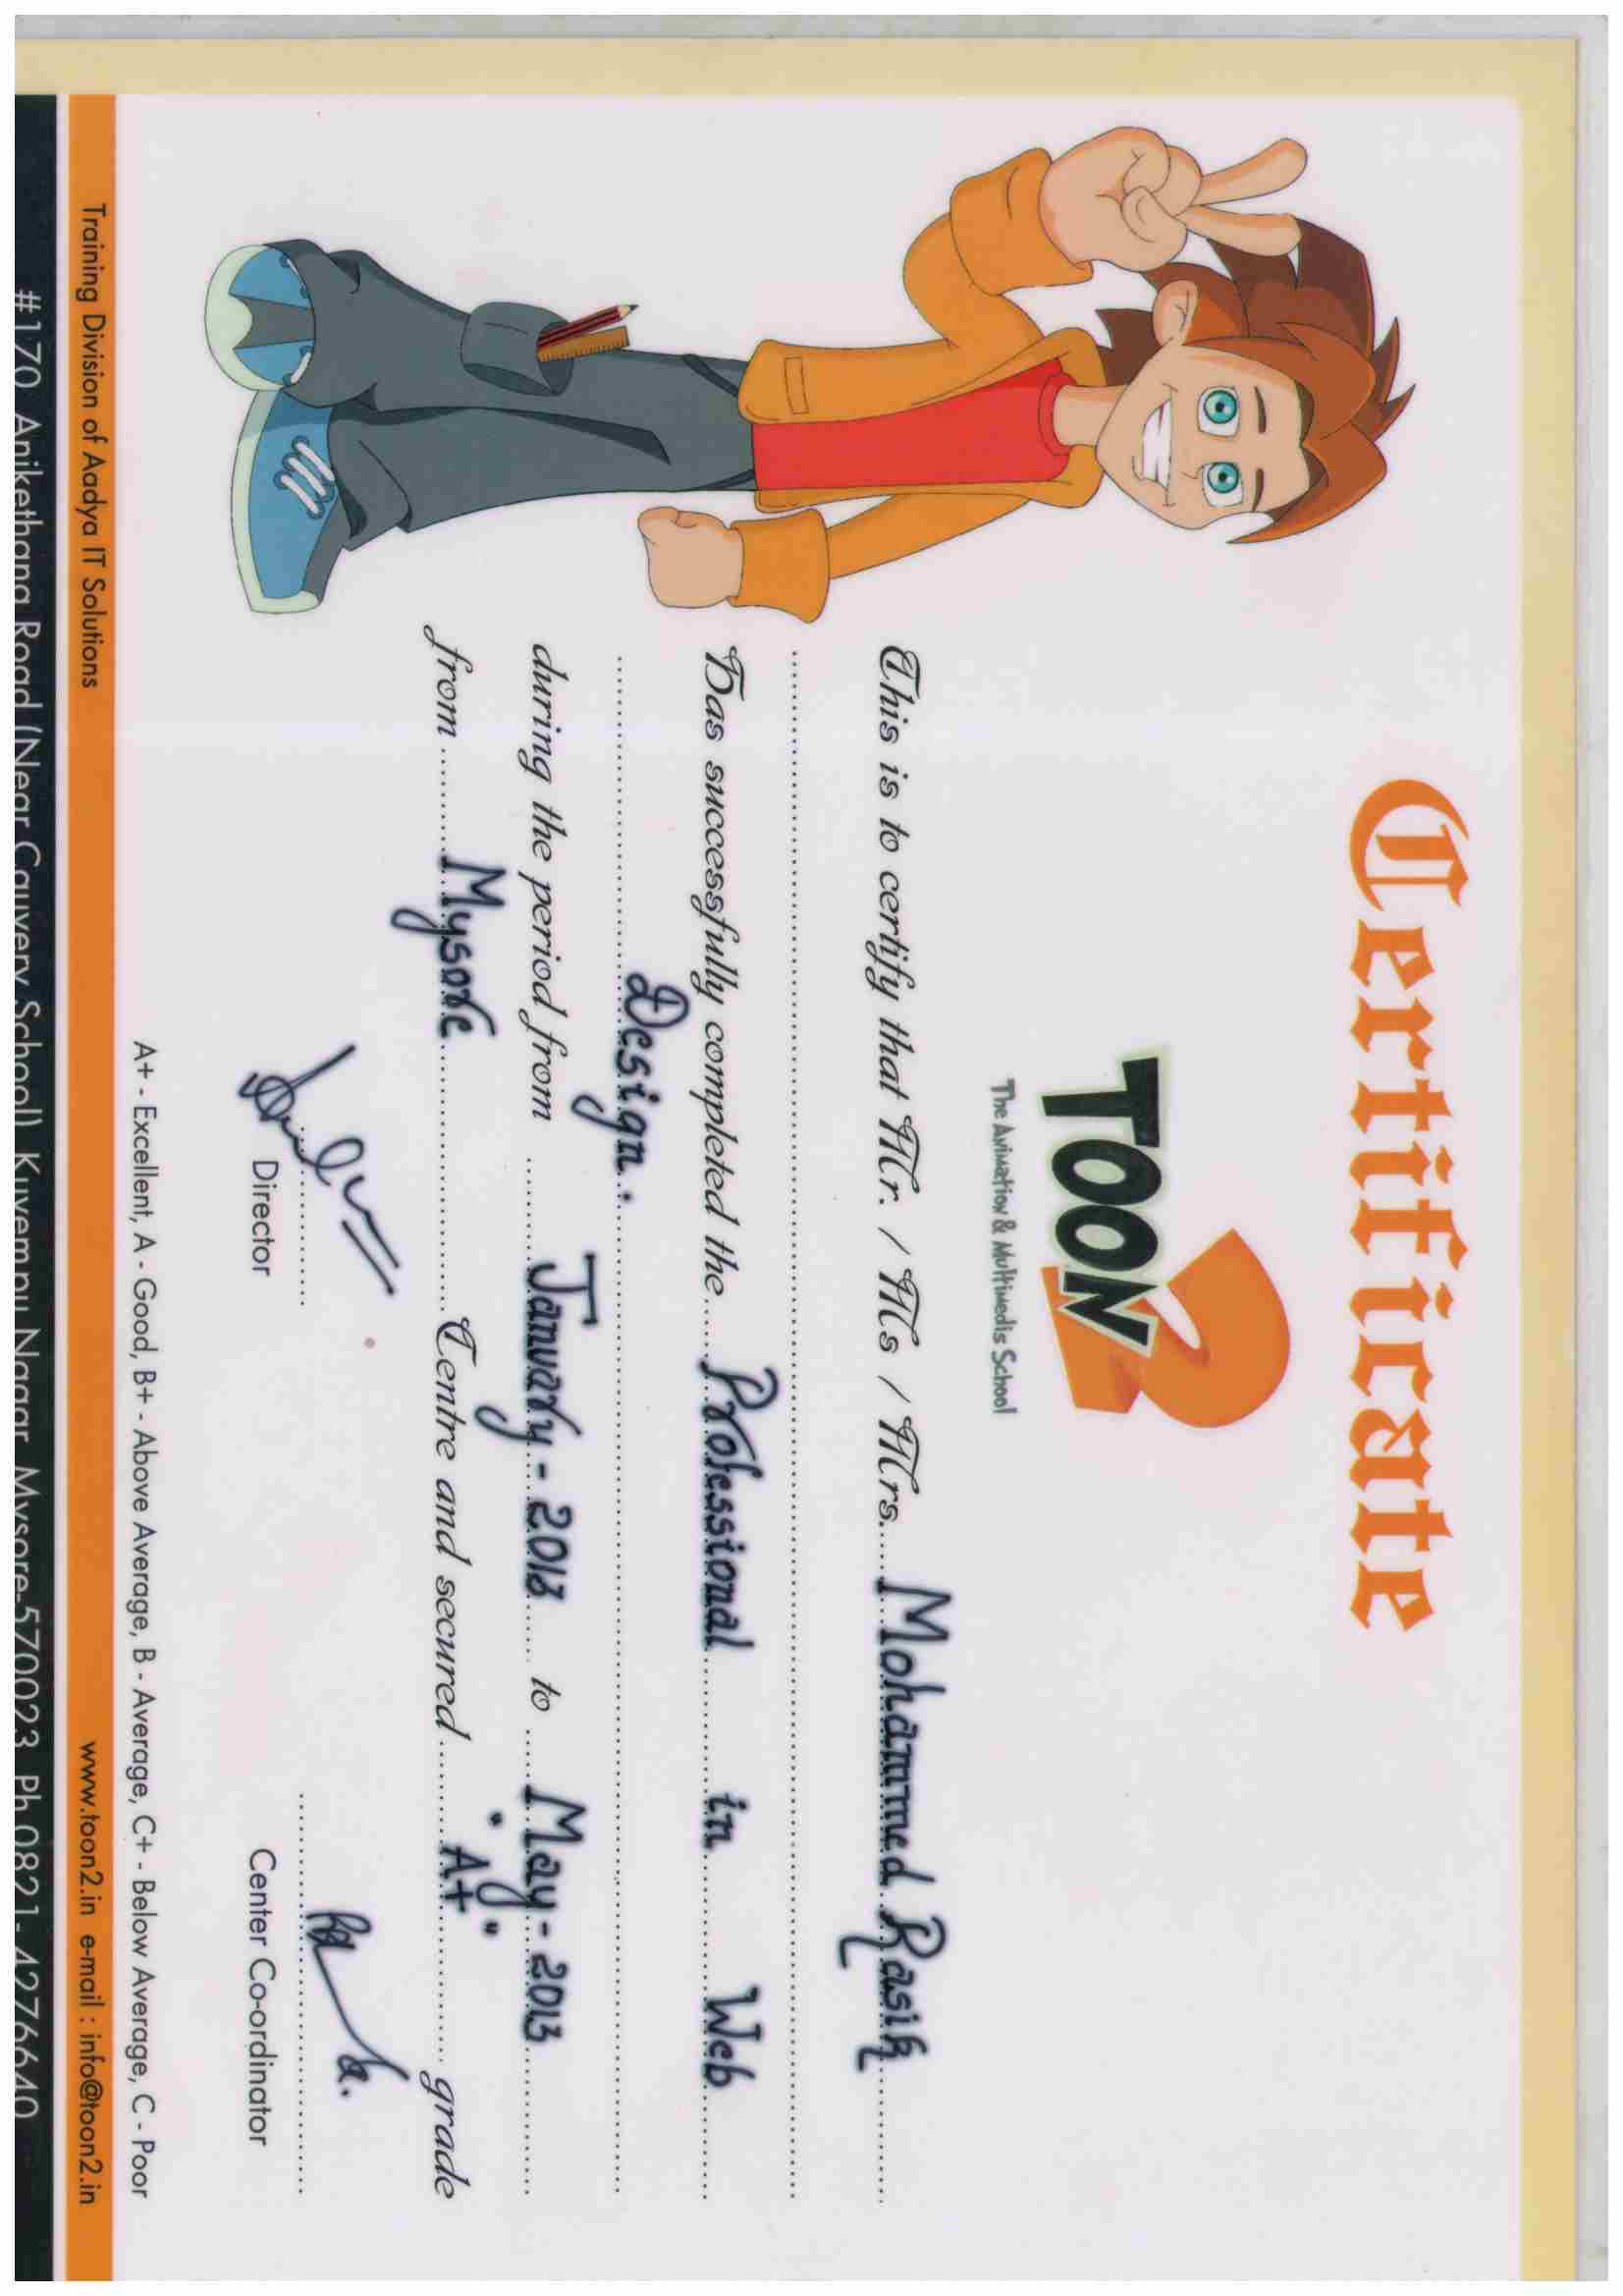 Certificate
TOON2
The Animation & Multimedis School
This is to certify that Mr. / Ms / Mrs. Mohammed Rasik
Has successfully completed the Professional in Web
Design.
during the period from January - 2013 to May - 2013
from Mysore Centre and secured "A+" grade
Director
Center Co-ordinator
A+ - Excellent, A - Good, B+ - Above Average, B - Average, C+ - Below Average, C - Poor
Training Division of Aadya IT Solutions www.toon2.in e-mail : info@toon2.in
#170 Anikethana Road (Near Cauvery School) Kuvempu Nagar Mysore-570023 Ph 0821- 4276640